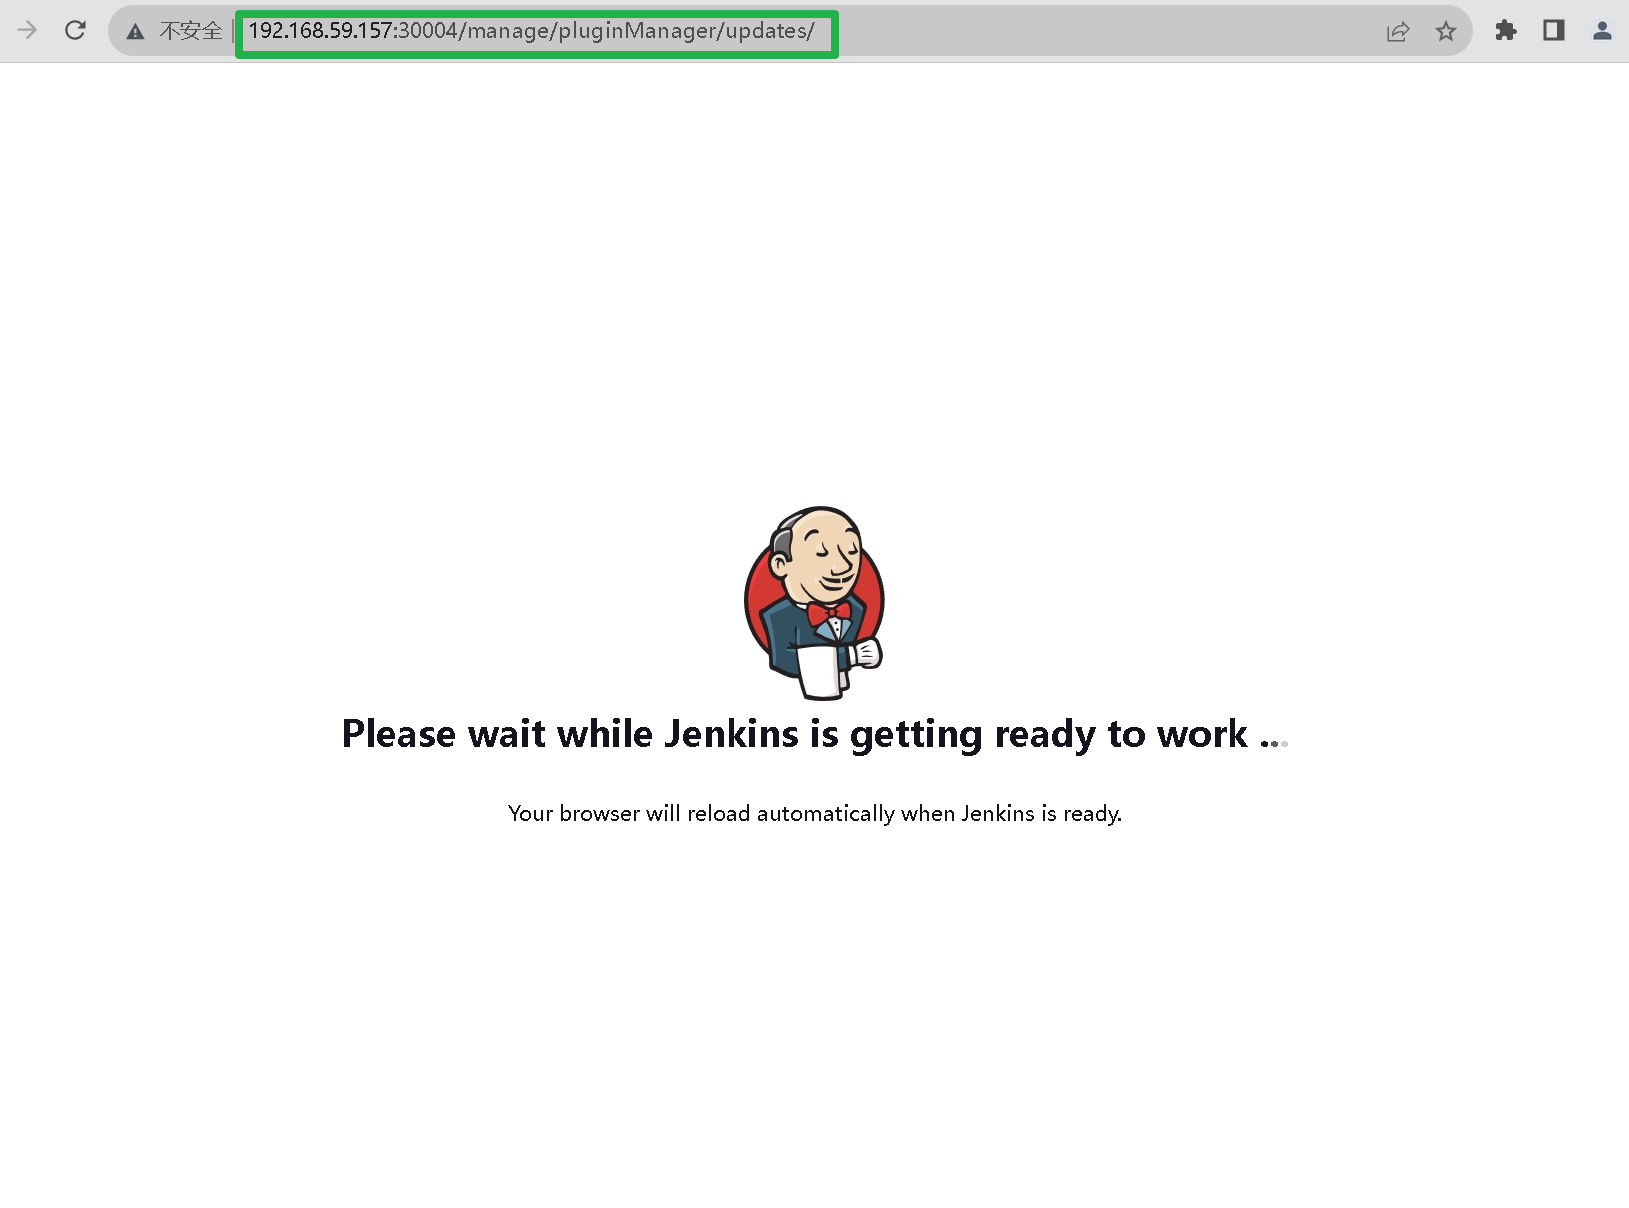 不安全 192.168.59.157:30004/manage/pluginManager/updates/
Please wait while Jenkins is getting ready to work ...
Your browser will reload automatically when Jenkins is ready.